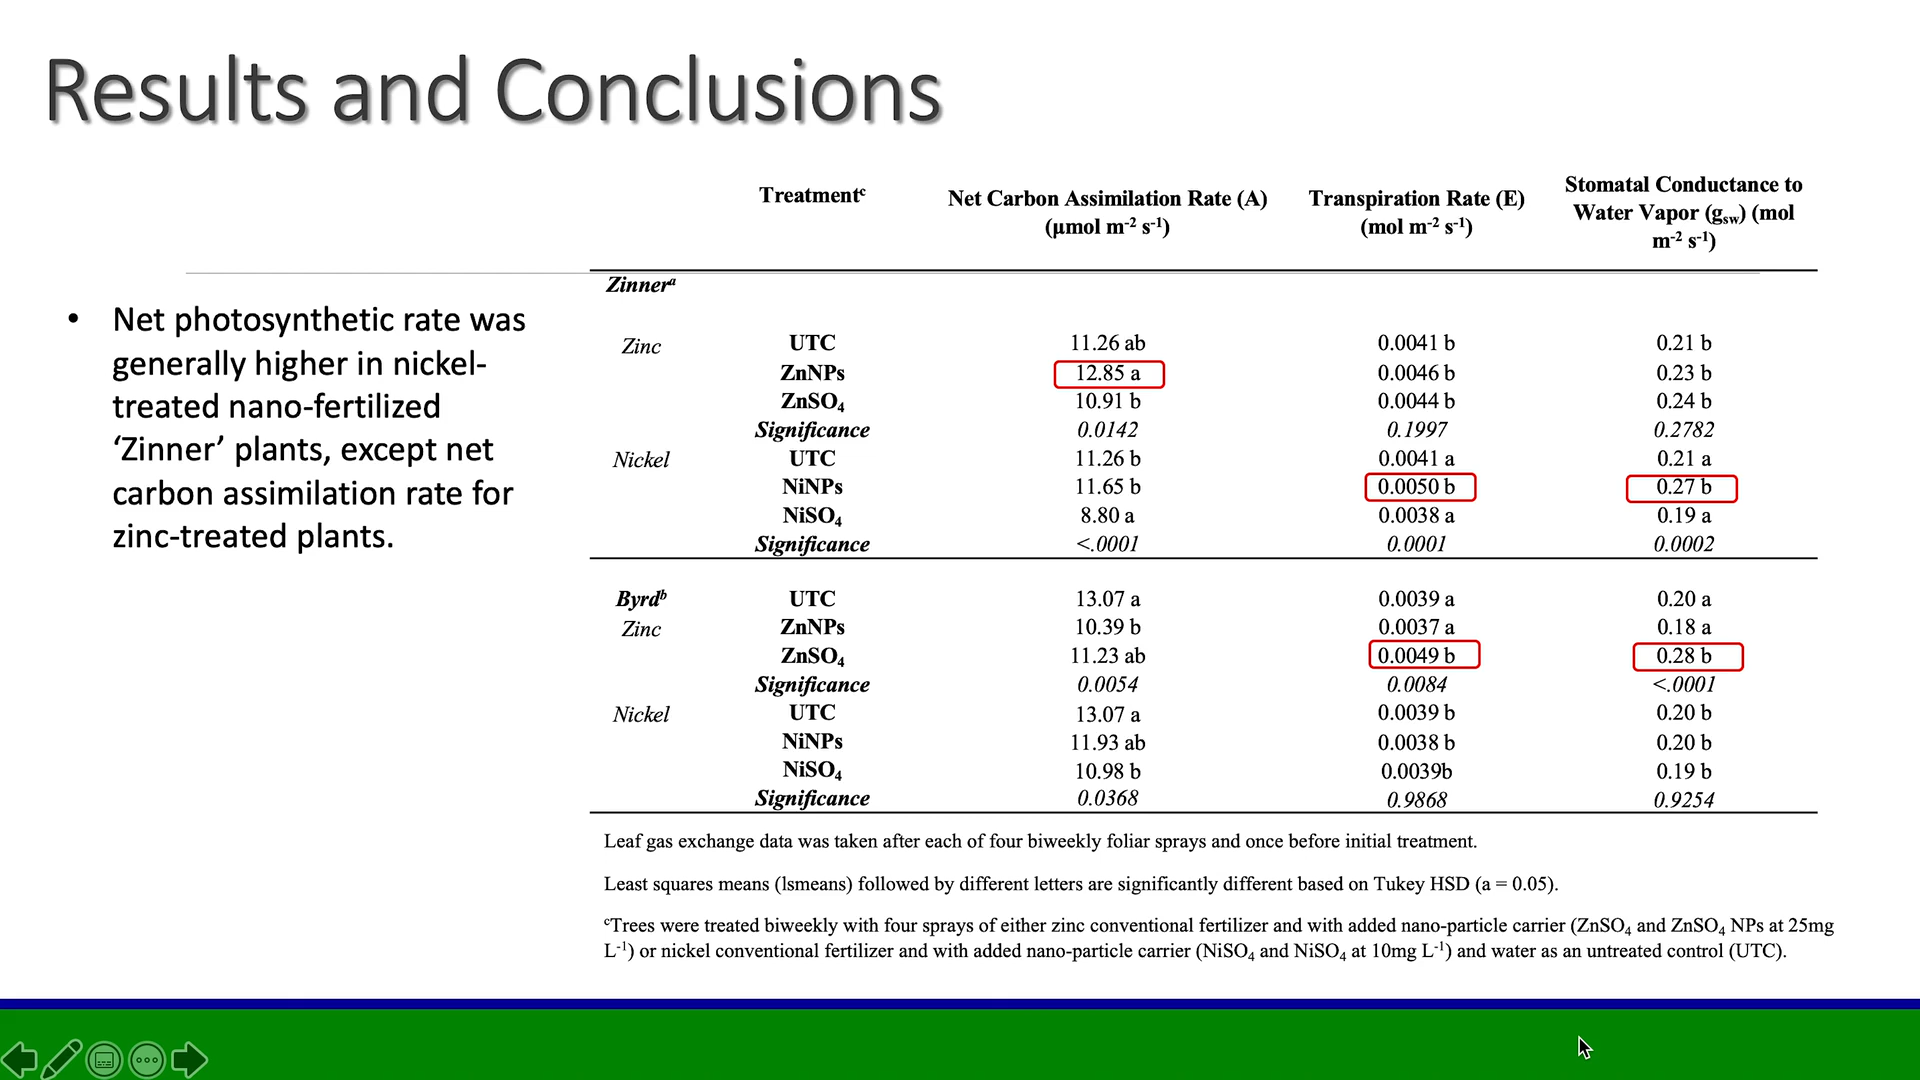 Results and Conclusions
• Net photosynthetic rate was
generally higher in nickel-
treated nano-fertilized
‘Zinner’ plants, except net
carbon assimilation rate for
zinc-treated plants.
Treatmentᶜ Net Carbon Assimilation Rate (A) (µmol m⁻² s⁻¹) Transpiration Rate (E) (mol m⁻² s⁻¹) Stomatal Conductance to Water Vapor (gsw) (mol m⁻² s⁻¹)
Zinnerᵃ
Zinc UTC 11.26 ab 0.0041 b 0.21 b
ZnNPs 12.85 a 0.0046 b 0.23 b
ZnSO₄ 10.91 b 0.0044 b 0.24 b
Significance 0.0142 0.1997 0.2782
Nickel UTC 11.26 b 0.0041 a 0.21 a
NiNPs 11.65 b 0.0050 b 0.27 b
NiSO₄ 8.80 a 0.0038 a 0.19 a
Significance <.0001 0.0001 0.0002
Byrdᵇ UTC 13.07 a 0.0039 a 0.20 a
Zinc ZnNPs 10.39 b 0.0037 a 0.18 a
ZnSO₄ 11.23 ab 0.0049 b 0.28 b
Significance 0.0054 0.0084 <.0001
Nickel UTC 13.07 a 0.0039 b 0.20 b
NiNPs 11.93 ab 0.0038 b 0.20 b
NiSO₄ 10.98 b 0.0039b 0.19 b
Significance 0.0368 0.9868 0.9254
Leaf gas exchange data was taken after each of four biweekly foliar sprays and once before initial treatment.
Least squares means (lsmeans) followed by different letters are significantly different based on Tukey HSD (a = 0.05).
ᶜTrees were treated biweekly with four sprays of either zinc conventional fertilizer and with added nano-particle carrier (ZnSO₄ and ZnSO₄ NPs at 25mg
L⁻¹) or nickel conventional fertilizer and with added nano-particle carrier (NiSO₄ and NiSO₄ at 10mg L⁻¹) and water as an untreated control (UTC).